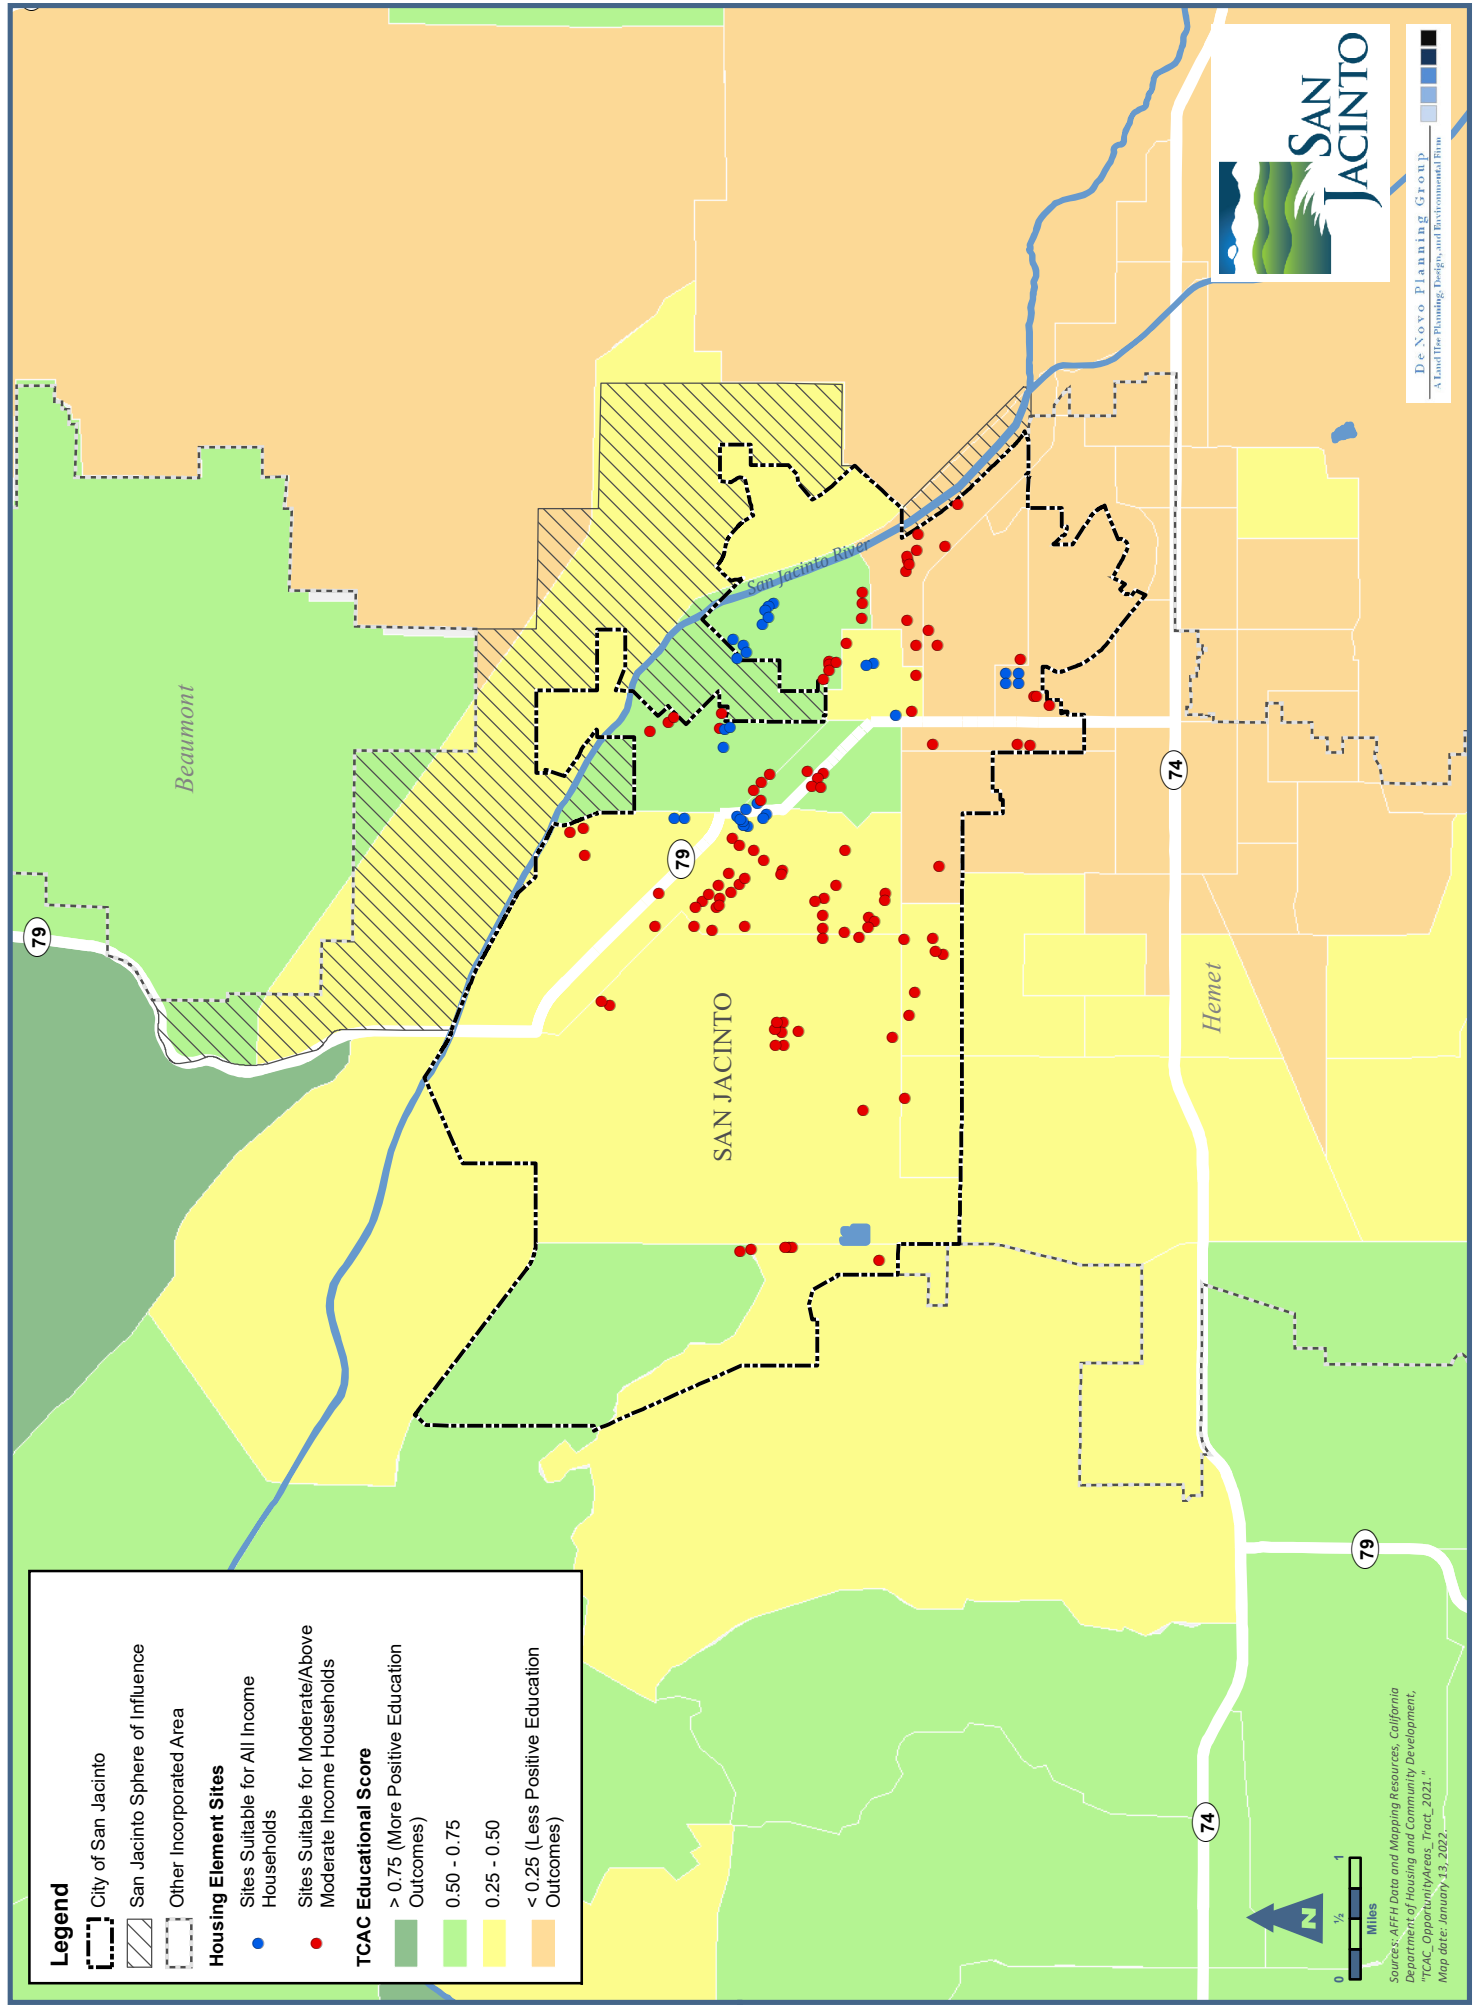 Legend
City of San Jacinto
San Jacinto Sphere of Influence
Other Incorporated Area
Housing Element Sites
Sites Suitable for All Income
Households
Sites Suitable for Moderate/Above
Moderate Income Households
TCAC Educational Score
> 0.75 (More Positive Education
Outcomes)
0.50 - 0.75
0.25 - 0.50
< 0.25 (Less Positive Education
Outcomes)
79
Beaumont
San Jacinto River
79
SAN JACINTO
Hemet
74
79
74
N
0 ½ 1
Miles
Sources: AFFH Data and Mapping Resources, California
Department of Housing and Community Development,
"TCAC_OpportunityAreas_Tract_2021."
Map date: January 13, 2022.
SAN
JACINTO
De Novo Planning Group
A Land Use Planning, Design, and Environmental Firm